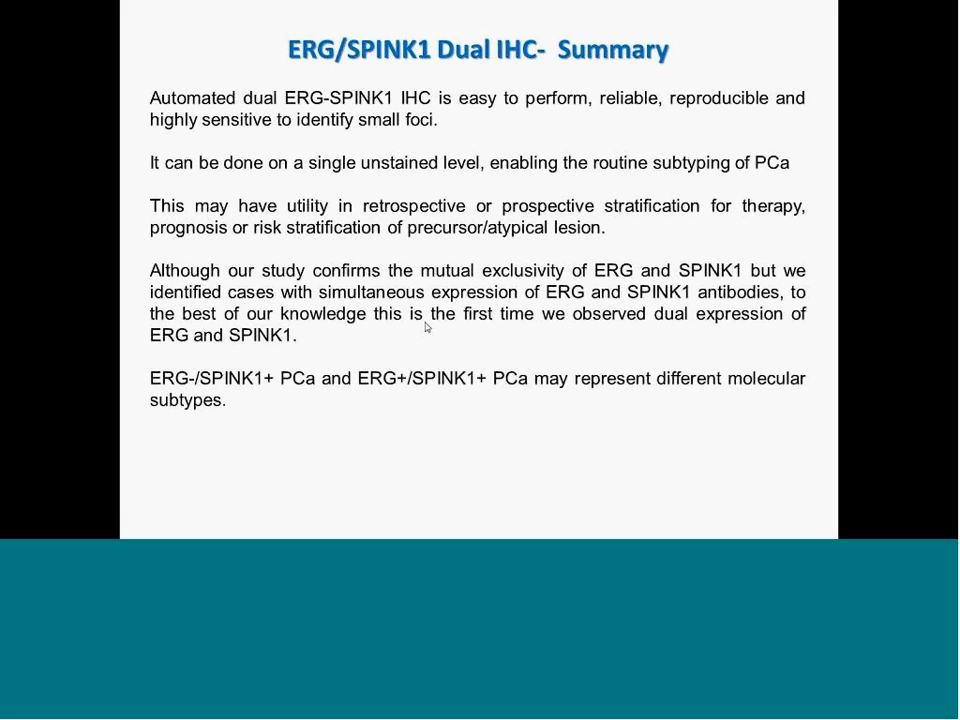 ERG/SPINK1 Dual IHC- Summary
Automated dual ERG-SPINK1 IHC is easy to perform, reliable, reproducible and
highly sensitive to identify small foci.
It can be done on a single unstained level, enabling the routine subtyping of PCa
This may have utility in retrospective or prospective stratification for therapy,
prognosis or risk stratification of precursor/atypical lesion.
Although our study confirms the mutual exclusivity of ERG and SPINK1 but we
identified cases with simultaneous expression of ERG and SPINK1 antibodies, to
the best of our knowledge this is the first time we observed dual expression of
ERG and SPINK1.
ERG-/SPINK1+ PCa and ERG+/SPINK1+ PCa may represent different molecular
subtypes.